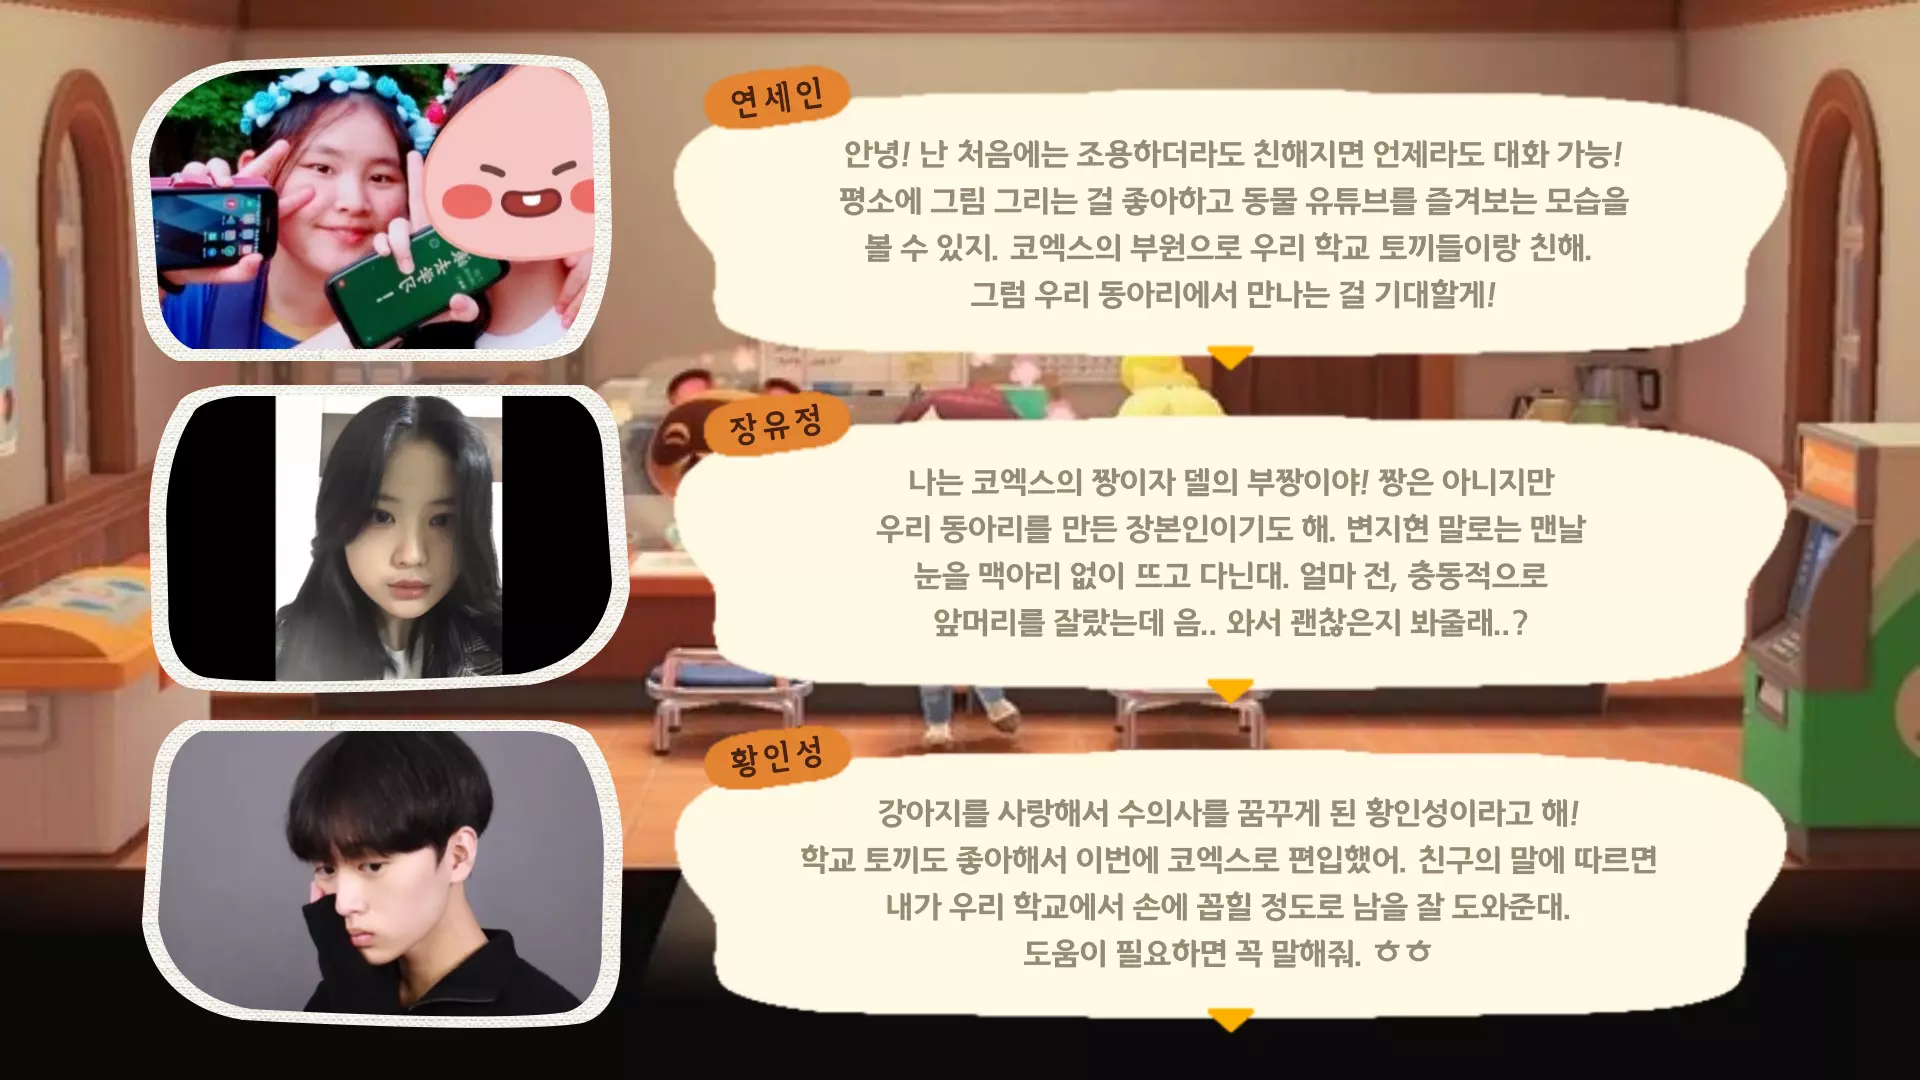 연세인
안녕! 난 처음에는 조용하더라도 친해지면 언제라도 대화 가능!
평소에 그림 그리는 걸 좋아하고 동물 유튜브를 즐겨보는 모습을
볼 수 있지. 코엑스의 부원으로 우리 학교 토끼들이랑 친해.
그럼 우리 동아리에서 만나는 걸 기대할게!
장유정
나는 코엑스의 짱이자 델의 부짱이야! 짱은 아니지만
우리 동아리를 만든 장본인이기도 해. 변지현 말로는 맨날
눈을 맥아리 없이 뜨고 다닌대. 얼마 전, 충동적으로
앞머리를 잘랐는데 음.. 와서 괜찮은지 봐줄래..?
황인성
강아지를 사랑해서 수의사를 꿈꾸게 된 황인성이라고 해!
학교 토끼도 좋아해서 이번에 코엑스로 편입했어. 친구의 말에 따르면
내가 우리 학교에서 손에 꼽힐 정도로 남을 잘 도와준대.
도움이 필요하면 꼭 말해줘. ㅎㅎ